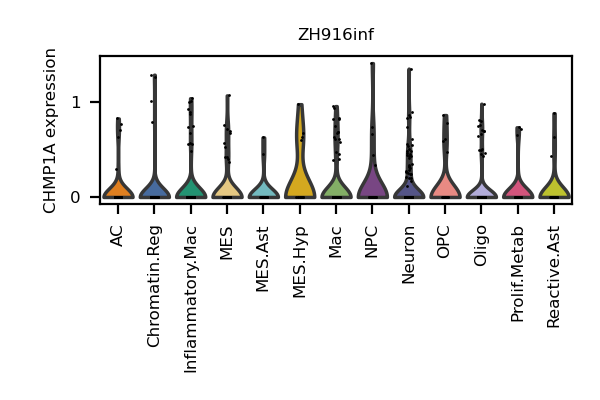 ZH916inf
CHMP1A expression
1
0
AC
Chromatin.Reg
Inflammatory.Mac
MES
MES.Ast
MES.Hyp
Mac
NPC
Neuron
OPC
Oligo
Prolif.Metab
Reactive.Ast